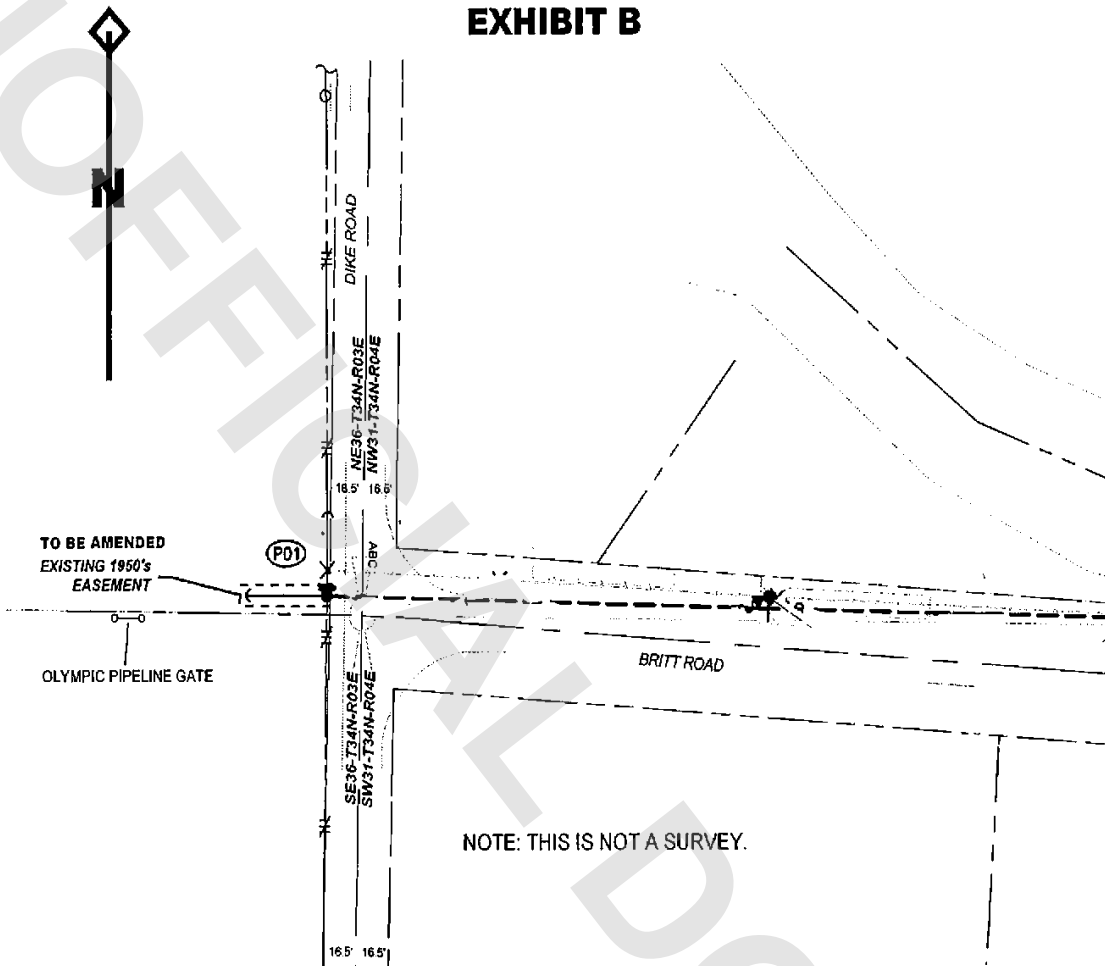 EXHIBIT B
N
DIKE ROAD
NE36-T34N-R03E
NW31-T34N-R04E
16.5' 16.5'
ABC
TO BE AMENDED
EXISTING 1950's
EASEMENT
P01
OLYMPIC PIPELINE GATE
BRITT ROAD
SE36-T34N-R03E
SW31-T34N-R04E
NOTE: THIS IS NOT A SURVEY.
16.5' 16.5'
UNOFFICIAL DO